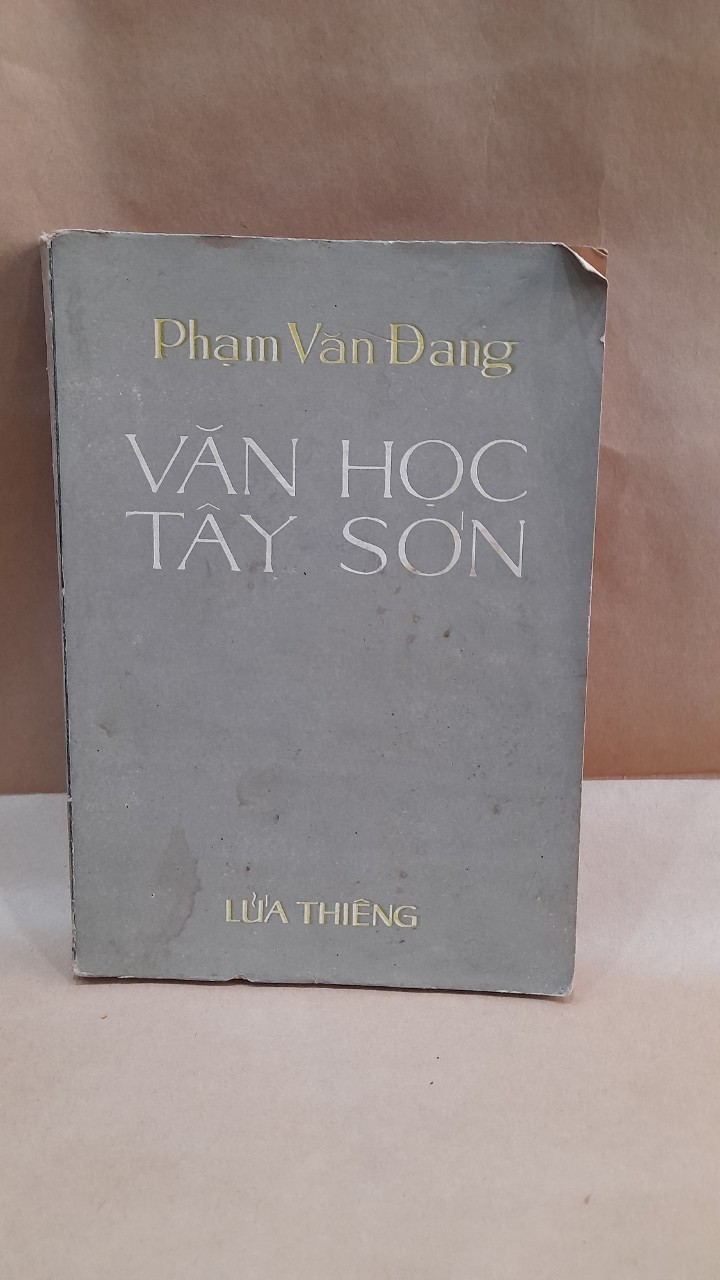 Phạm Văn Đang
VĂN HỌC
TÂY SƠN
LỬA THIÊNG